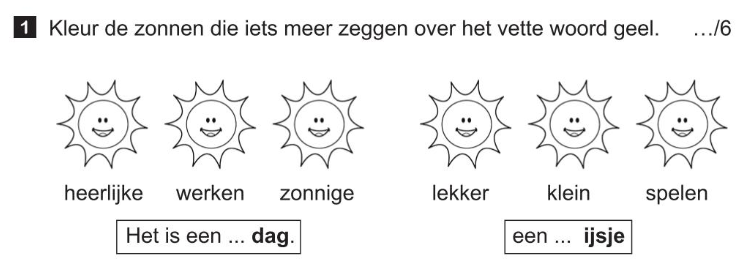 1 Kleur de zonnen die iets meer zeggen over het vette woord geel. .../6
heerlijke werken zonnige lekker klein spelen
Het is een ... dag. een ... ijsje